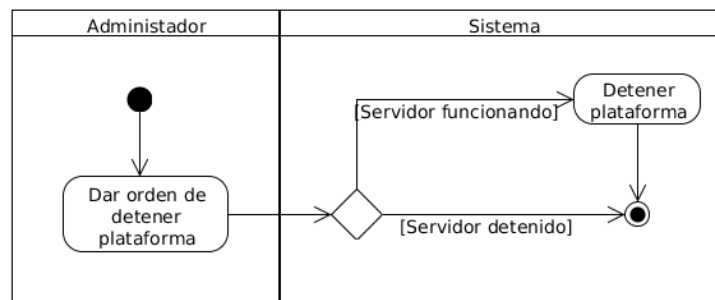 Administador
Sistema
Detener
plataforma
[Servidor funcionando]
Dar orden de
detener
plataforma
[Servidor detenido]